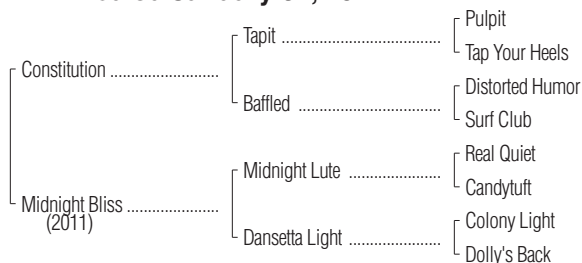 Pulpit
Tapit ..............................................
Tap Your Heels
Constitution ...............................
Distorted Humor
Baffled .........................................
Surf Club
Real Quiet
Midnight Lute ..........................
Candytuft
Midnight Bliss ..........................
(2011)
Colony Light
Dansetta Light ..........................
Dolly's Back